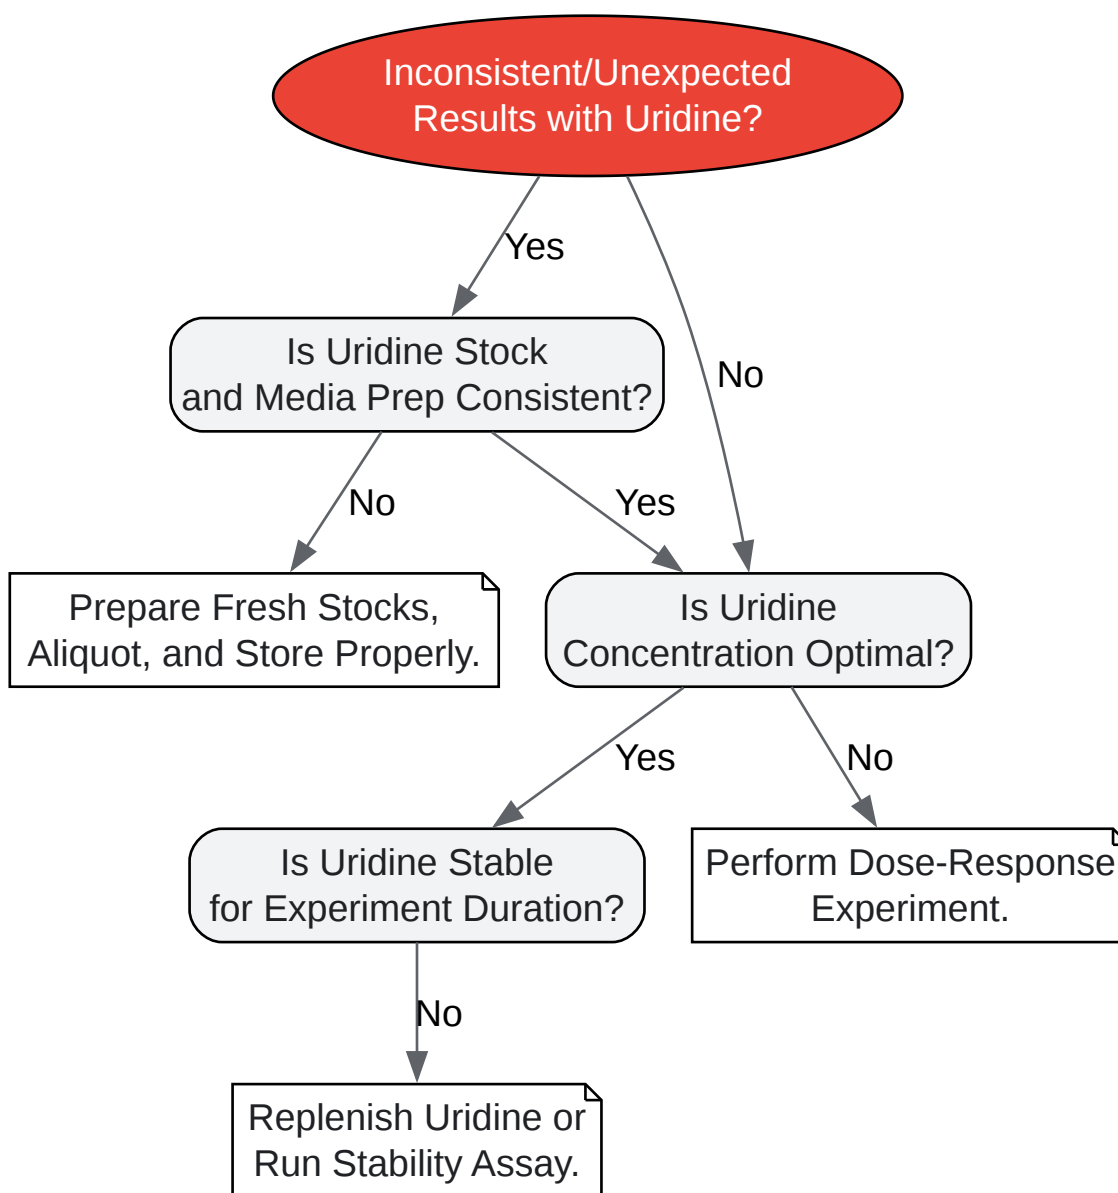 Inconsistent/Unexpected
Results with Uridine?
Yes
No
Is Uridine Stock
and Media Prep Consistent?
No
Yes
Prepare Fresh Stocks,
Aliquot, and Store Properly.
Is Uridine
Concentration Optimal?
Yes
No
Is Uridine Stable
for Experiment Duration?
Perform Dose-Response
Experiment.
No
Replenish Uridine or
Run Stability Assay.